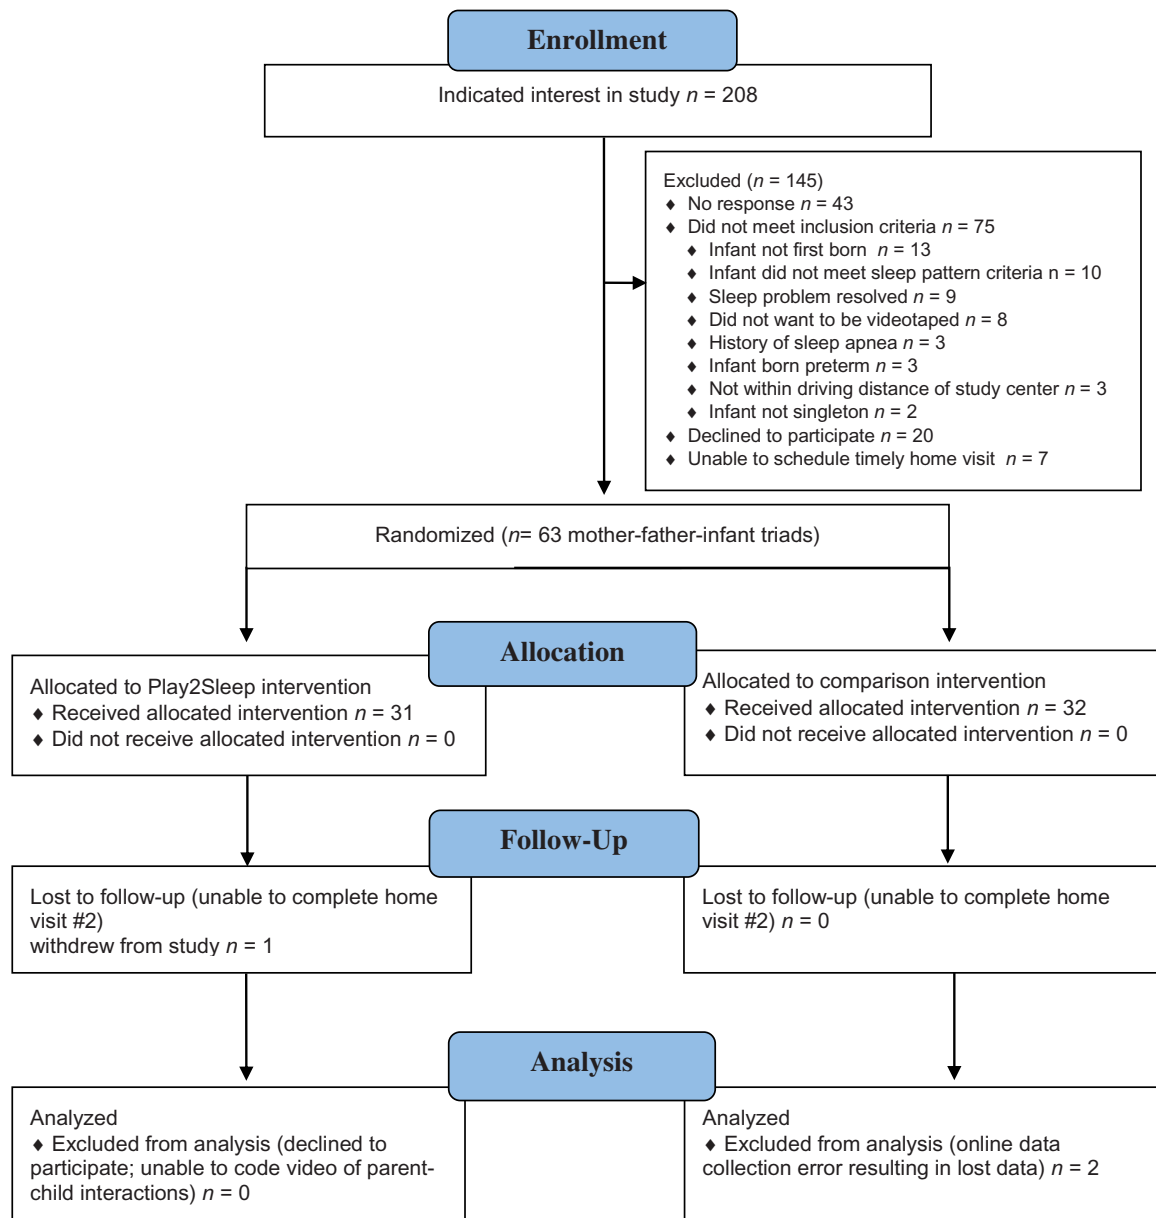 Enrollment
Indicated interest in study n = 208
Excluded (n = 145)
♦ No response n = 43
♦ Did not meet inclusion criteria n = 75
♦ Infant not first born n = 13
♦ Infant did not meet sleep pattern criteria n = 10
♦ Sleep problem resolved n = 9
♦ Did not want to be videotaped n = 8
♦ History of sleep apnea n = 3
♦ Infant born preterm n = 3
♦ Not within driving distance of study center n = 3
♦ Infant not singleton n = 2
♦ Declined to participate n = 20
♦ Unable to schedule timely home visit n = 7
Randomized (n= 63 mother-father-infant triads)
Allocation
Allocated to Play2Sleep intervention
♦ Received allocated intervention n = 31
♦ Did not receive allocated intervention n = 0
Allocated to comparison intervention
♦ Received allocated intervention n = 32
♦ Did not receive allocated intervention n = 0
Follow-Up
Lost to follow-up (unable to complete home
visit #2)
withdrew from study n = 1
Lost to follow-up (unable to complete home
visit #2) n = 0
Analysis
Analyzed
♦ Excluded from analysis (declined to
participate; unable to code video of parent-
child interactions) n = 0
Analyzed
♦ Excluded from analysis (online data
collection error resulting in lost data) n = 2